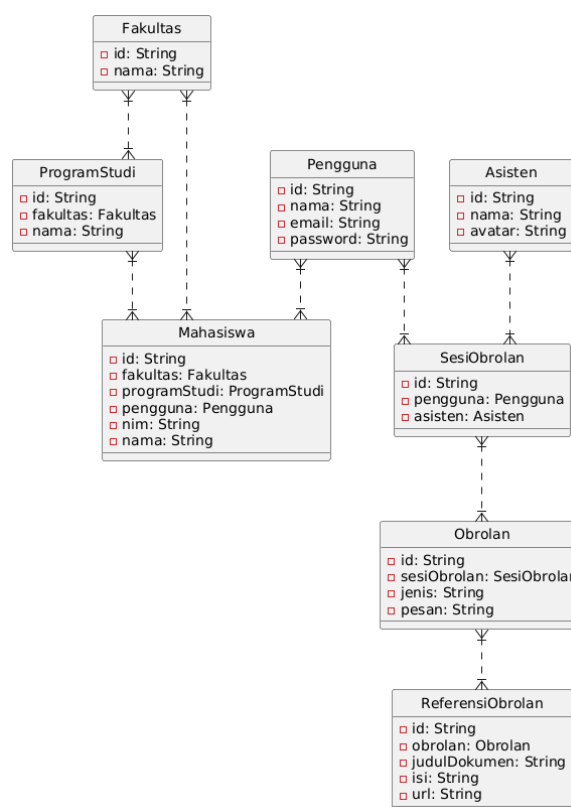 Fakultas
id: String
nama: String
ProgramStudi
id: String
fakultas: Fakultas
nama: String
Pengguna
id: String
nama: String
email: String
password: String
Asisten
id: String
nama: String
avatar: String
Mahasiswa
id: String
fakultas: Fakultas
programStudi: ProgramStudi
pengguna: Pengguna
nim: String
nama: String
SesiObrolan
id: String
pengguna: Pengguna
asisten: Asisten
Obrolan
id: String
sesiObrolan: SesiObrolan
jenis: String
pesan: String
ReferensiObrolan
id: String
obrolan: Obrolan
judulDokumen: String
isi: String
url: String